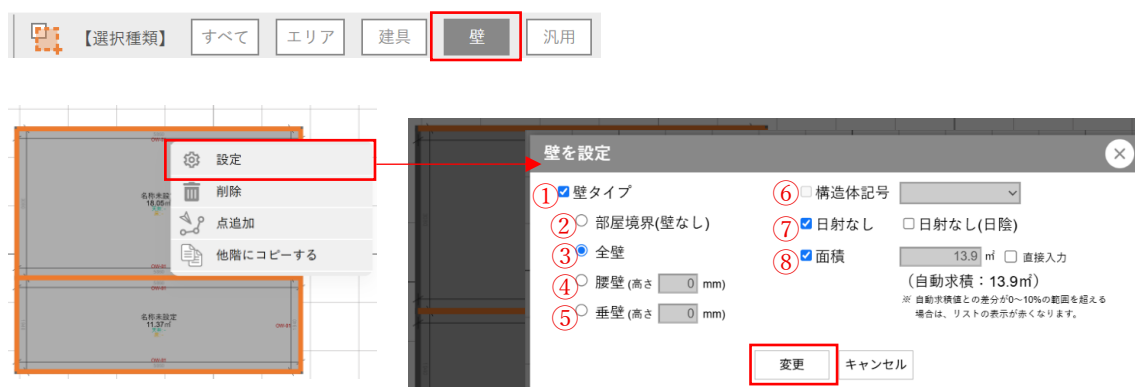 【選択種類】 すべて エリア 建具 壁 汎用
設定
削除
点追加
他階にコピーする
名称未設
18.05㎡
名称未設定
11.37㎡
OW-01
OW-01
OW-01
壁を設定
① 壁タイプ
② 部屋境界(壁なし)
③ 全壁
④ 腰壁 (高さ 0 mm)
⑤ 垂壁 (高さ 0 mm)
⑥ 構造体記号
⑦ 日射なし 日射なし(日陰)
⑧ 面積 13.9 ㎡ 直接入力
(自動求積：13.9㎡)
※ 自動求積値との差分が0～10%の範囲を超える
場合は、リストの表示が赤くなります。
変更 キャンセル